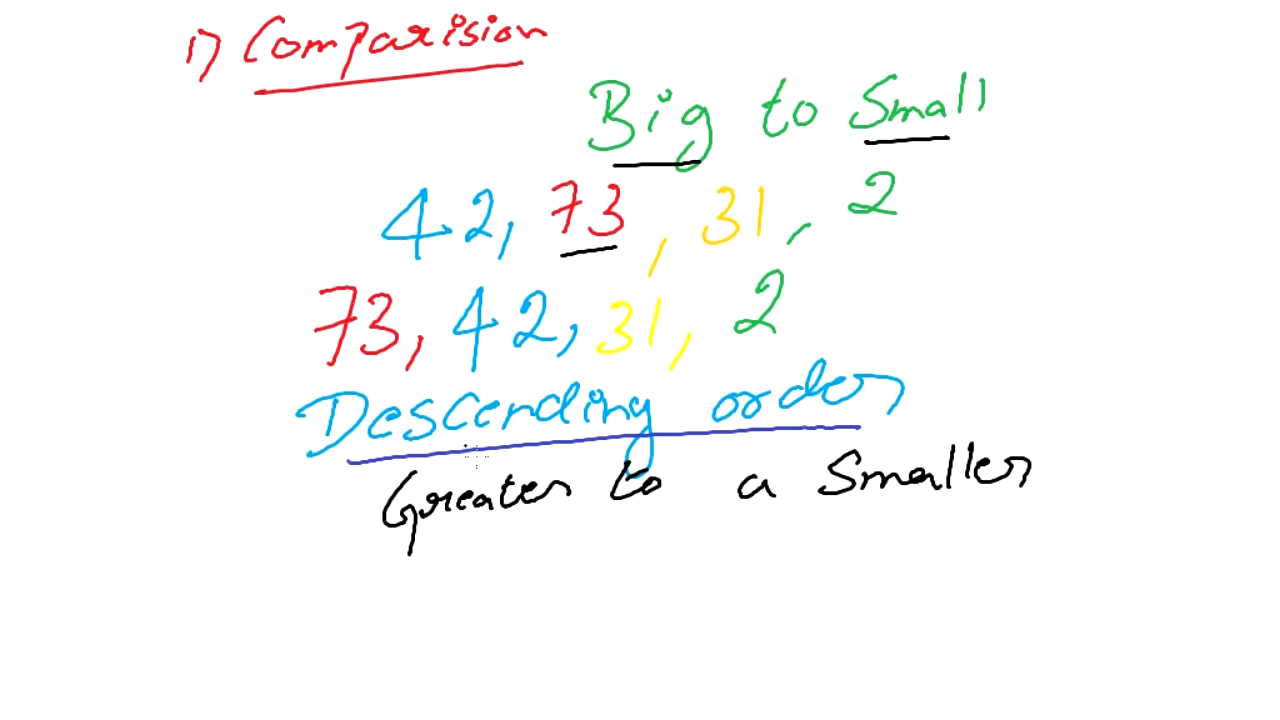 1) Comparision
Big to Small
42, 73, 31, 2
73, 42, 31, 2
Descending order
Greater to a Smaller